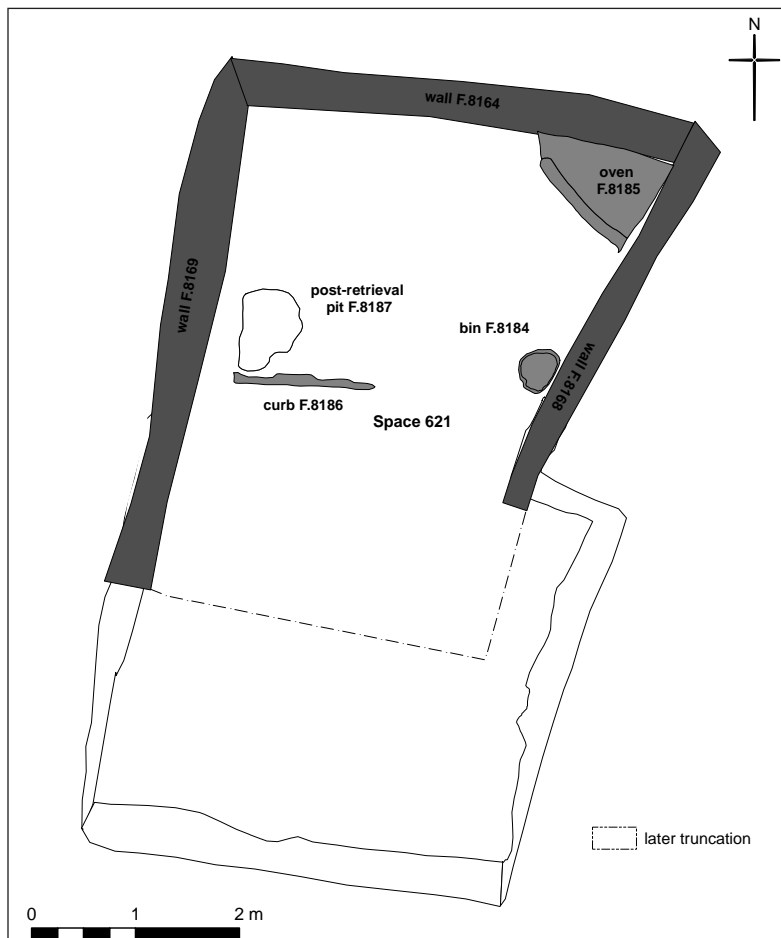 N
wall F.8164
oven
F.8185
wall F.8169
post-retrieval
pit F.8187
bin F.8184
wall F.8168
curb F.8186
Space 621
later truncation
0 1 2 m